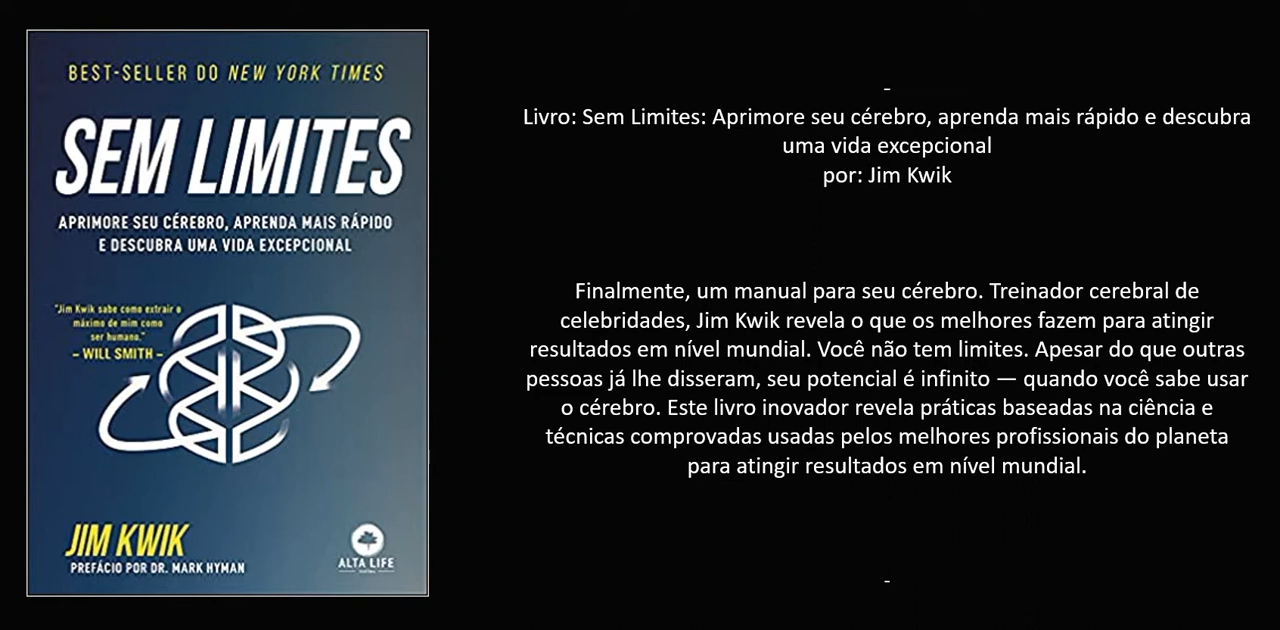 BEST-SELLER DO NEW YORK TIMES
SEM LIMITES
APRIMORE SEU CÉREBRO, APRENDA MAIS RÁPIDO
E DESCUBRA UMA VIDA EXCEPCIONAL
"Jim Kwik sabe como extrair o
máximo de mim como
ser humano."
– WILL SMITH –
JIM KWIK
PREFÁCIO POR DR. MARK HYMAN
ALTA LIFE
-
Livro: Sem Limites: Aprimore seu cérebro, aprenda mais rápido e descubra
uma vida excepcional
por: Jim Kwik
Finalmente, um manual para seu cérebro. Treinador cerebral de
celebridades, Jim Kwik revela o que os melhores fazem para atingir
resultados em nível mundial. Você não tem limites. Apesar do que outras
pessoas já lhe disseram, seu potencial é infinito — quando você sabe usar
o cérebro. Este livro inovador revela práticas baseadas na ciência e
técnicas comprovadas usadas pelos melhores profissionais do planeta
para atingir resultados em nível mundial.
-